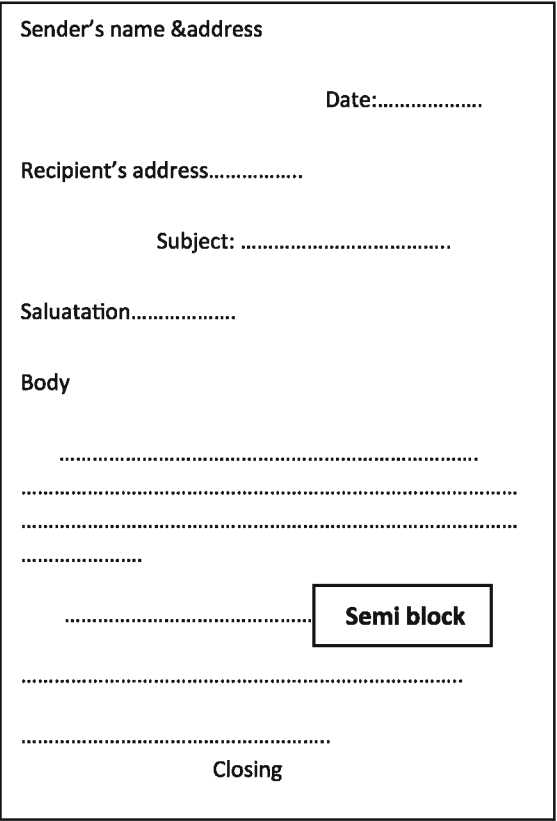 Sender's name &address
Date:...................
Recipient's address.................
Subject: ......................................
Saluatation...................
Body
............................................................................
..........................................................................................
..........................................................................................
......................
............................................. Semi block
................................................................................
........................................................
Closing